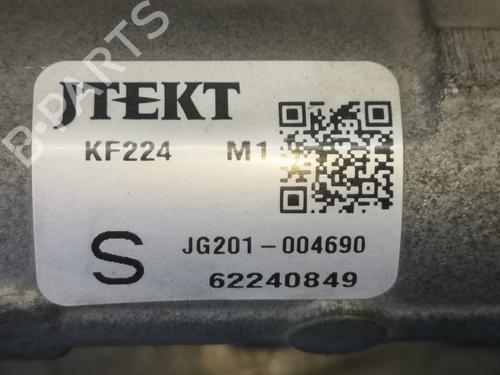 JTEKT
KF224 M1
S
JG201-004690
62240849
B-PARTS